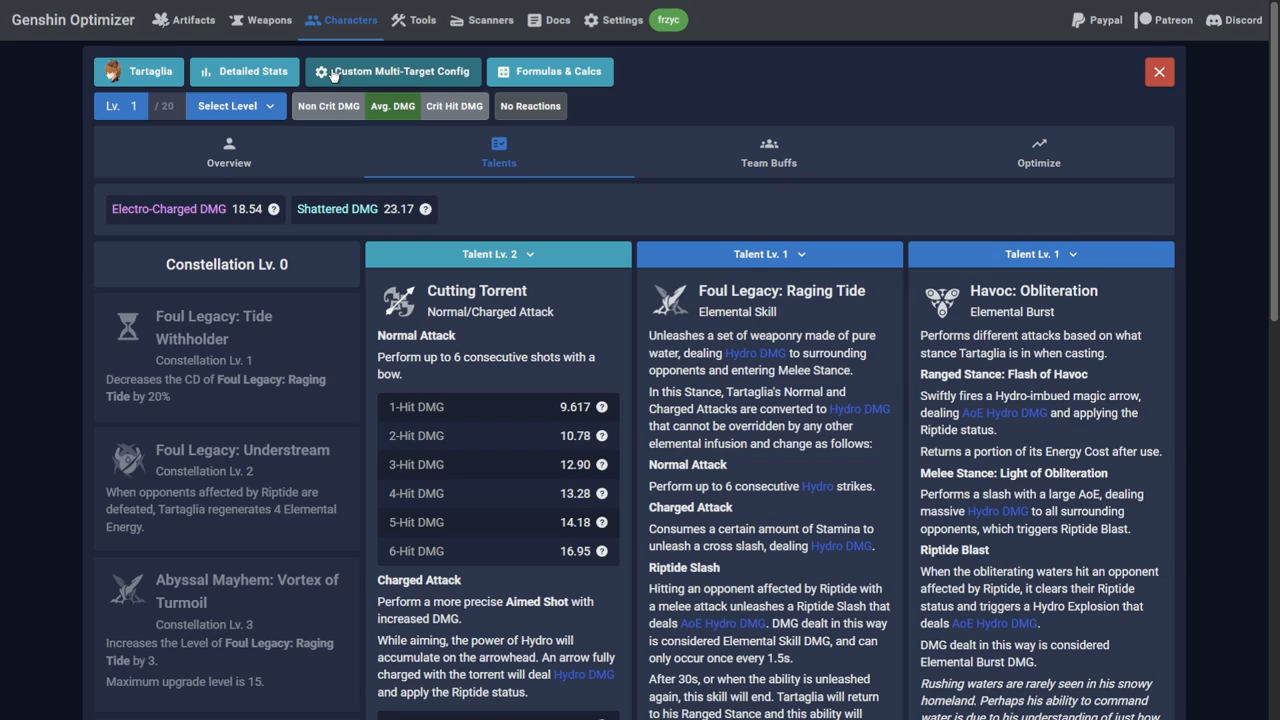 Genshin Optimizer Artifacts Weapons Characters Tools Scanners Docs Settings frzyc Paypal Patreon Discord
Tartaglia Detailed Stats Custom Multi-Target Config Formulas & Calcs
Lv. 1 / 20 Select Level Non Crit DMG Avg. DMG Crit Hit DMG No Reactions
Overview Talents Team Buffs Optimize
Electro-Charged DMG 18.54 Shattered DMG 23.17
Constellation Lv. 0
Foul Legacy: Tide
Withholder
Constellation Lv. 1
Decreases the CD of Foul Legacy: Raging
Tide by 20%
Foul Legacy: Understream
Constellation Lv. 2
When opponents affected by Riptide are
defeated, Tartaglia regenerates 4 Elemental
Energy.
Abyssal Mayhem: Vortex of
Turmoil
Constellation Lv. 3
Increases the Level of Foul Legacy: Raging
Tide by 3.
Maximum upgrade level is 15.
Talent Lv. 2
Cutting Torrent
Normal/Charged Attack
Normal Attack
Perform up to 6 consecutive shots with a
bow.
1-Hit DMG 9.617
2-Hit DMG 10.78
3-Hit DMG 12.90
4-Hit DMG 13.28
5-Hit DMG 14.18
6-Hit DMG 16.95
Charged Attack
Perform a more precise Aimed Shot with
increased DMG.
While aiming, the power of Hydro will
accumulate on the arrowhead. An arrow fully
charged with the torrent will deal Hydro DMG
and apply the Riptide status.
Talent Lv. 1
Foul Legacy: Raging Tide
Elemental Skill
Unleashes a set of weaponry made of pure
water, dealing Hydro DMG to surrounding
opponents and entering Melee Stance.
In this Stance, Tartaglia's Normal and
Charged Attacks are converted to Hydro DMG
that cannot be overridden by any other
elemental infusion and change as follows:
Normal Attack
Perform up to 6 consecutive Hydro strikes.
Charged Attack
Consumes a certain amount of Stamina to
unleash a cross slash, dealing Hydro DMG.
Riptide Slash
Hitting an opponent affected by Riptide with
a melee attack unleashes a Riptide Slash that
deals AoE Hydro DMG. DMG dealt in this way
is considered Elemental Skill DMG, and can
only occur once every 1.5s.
After 30s, or when the ability is unleashed
again, this skill will end. Tartaglia will return
to his Ranged Stance and this ability will
Talent Lv. 1
Havoc: Obliteration
Elemental Burst
Performs different attacks based on what
stance Tartaglia is in when casting.
Ranged Stance: Flash of Havoc
Swiftly fires a Hydro-imbued magic arrow,
dealing AoE Hydro DMG and applying the
Riptide status.
Returns a portion of its Energy Cost after use.
Melee Stance: Light of Obliteration
Performs a slash with a large AoE, dealing
massive Hydro DMG to all surrounding
opponents, which triggers Riptide Blast.
Riptide Blast
When the obliterating waters hit an opponent
affected by Riptide, it clears their Riptide
status and triggers a Hydro Explosion that
deals AoE Hydro DMG.
DMG dealt in this way is considered
Elemental Burst DMG.
Rushing waters are rarely seen in his snowy
homeland. Perhaps his ability to command
water is due to his understanding of just how